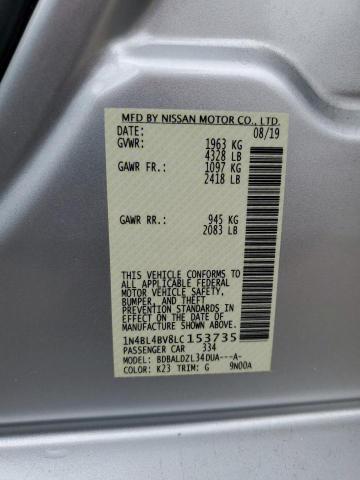 MFD BY NISSAN MOTOR CO., LTD.
DATE: 08/19
GVWR: 1963 KG
4328 LB
GAWR FR.: 1097 KG
2418 LB
GAWR RR.: 945 KG
2083 LB
THIS VEHICLE CONFORMS TO
ALL APPLICABLE FEDERAL
MOTOR VEHICLE SAFETY,
BUMPER, AND THEFT
PREVENTION STANDARDS
IN EFFECT ON THE DATE OF
MANUFACTURE SHOWN ABOVE.
1N4BL4BV8LC153735
PASSENGER CAR 334
MODEL: BDBALDZL34DUA---A-
COLOR: K23 TRIM: G 9N00A